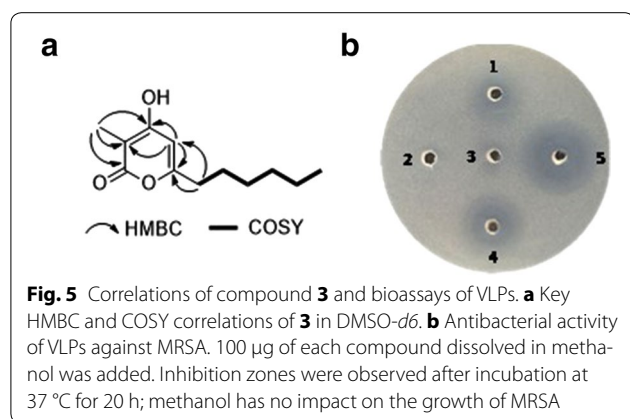 a
b
OH
O
O
HMBC
COSY
1
2
3
5
4
Fig. 5 Correlations of compound 3 and bioassays of VLPs. a Key
HMBC and COSY correlations of 3 in DMSO-d6. b Antibacterial activity
of VLPs against MRSA. 100 μg of each compound dissolved in metha-
nol was added. Inhibition zones were observed after incubation at
37 °C for 20 h; methanol has no impact on the growth of MRSA